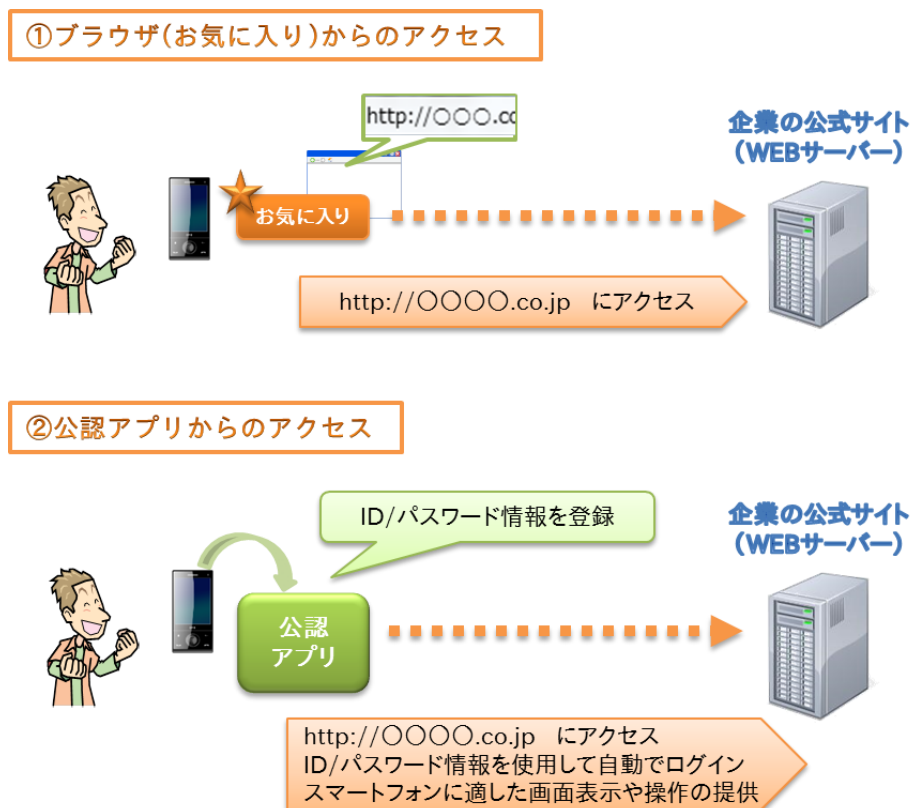 ①ブラウザ(お気に入り)からのアクセス
http://○○○.co
企業の公式サイト
(WEBサーバー)
お気に入り
http://○○○○.co.jp　にアクセス
②公認アプリからのアクセス
ID/パスワード情報を登録
企業の公式サイト
(WEBサーバー)
公認
アプリ
http://○○○○.co.jp　にアクセス
ID/パスワード情報を使用して自動でログイン
スマートフォンに適した画面表示や操作の提供